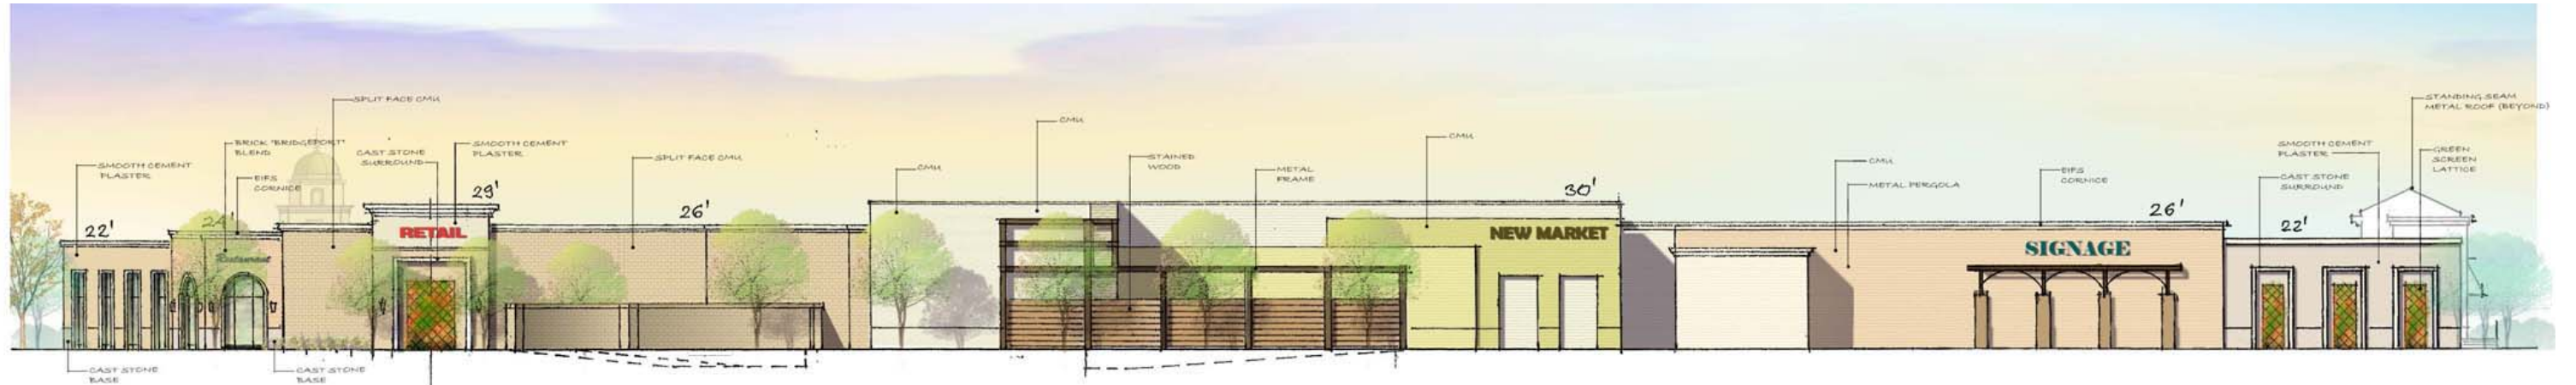 SPLIT FACE CMU
STANDING SEAM
METAL ROOF (BEYOND)
SMOOTH CEMENT
PLASTER
BRICK "BRIDGEPORT"
BLEND
EIFS
CORNICE
CAST STONE
SURROUND
SMOOTH CEMENT
PLASTER
SPLIT FACE CMU
CMU
CMU
STAINED
WOOD
METAL
FRAME
CMU
CMU
METAL PERGOLA
EIFS
CORNICE
SMOOTH CEMENT
PLASTER
CAST STONE
SURROUND
GREEN
SCREEN
LATTICE
22'
24'
29'
26'
30'
26'
22'
Restaurant
RETAIL
NEW MARKET
SIGNAGE
CAST STONE
BASE
CAST STONE
BASE